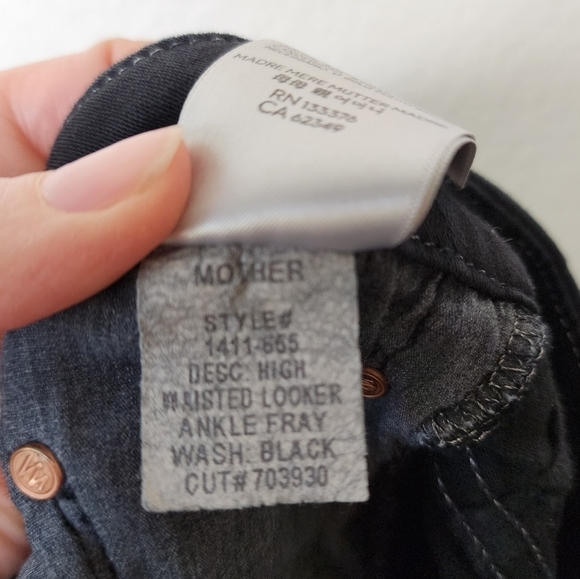 MADRE MERE MUTTER MADRE
RN 133376
CA 62349
MOTHER
STYLE#
1411-655
DESC: HIGH
WAISTED LOOKER
ANKLE FRAY
WASH: BLACK
CUT# 703930